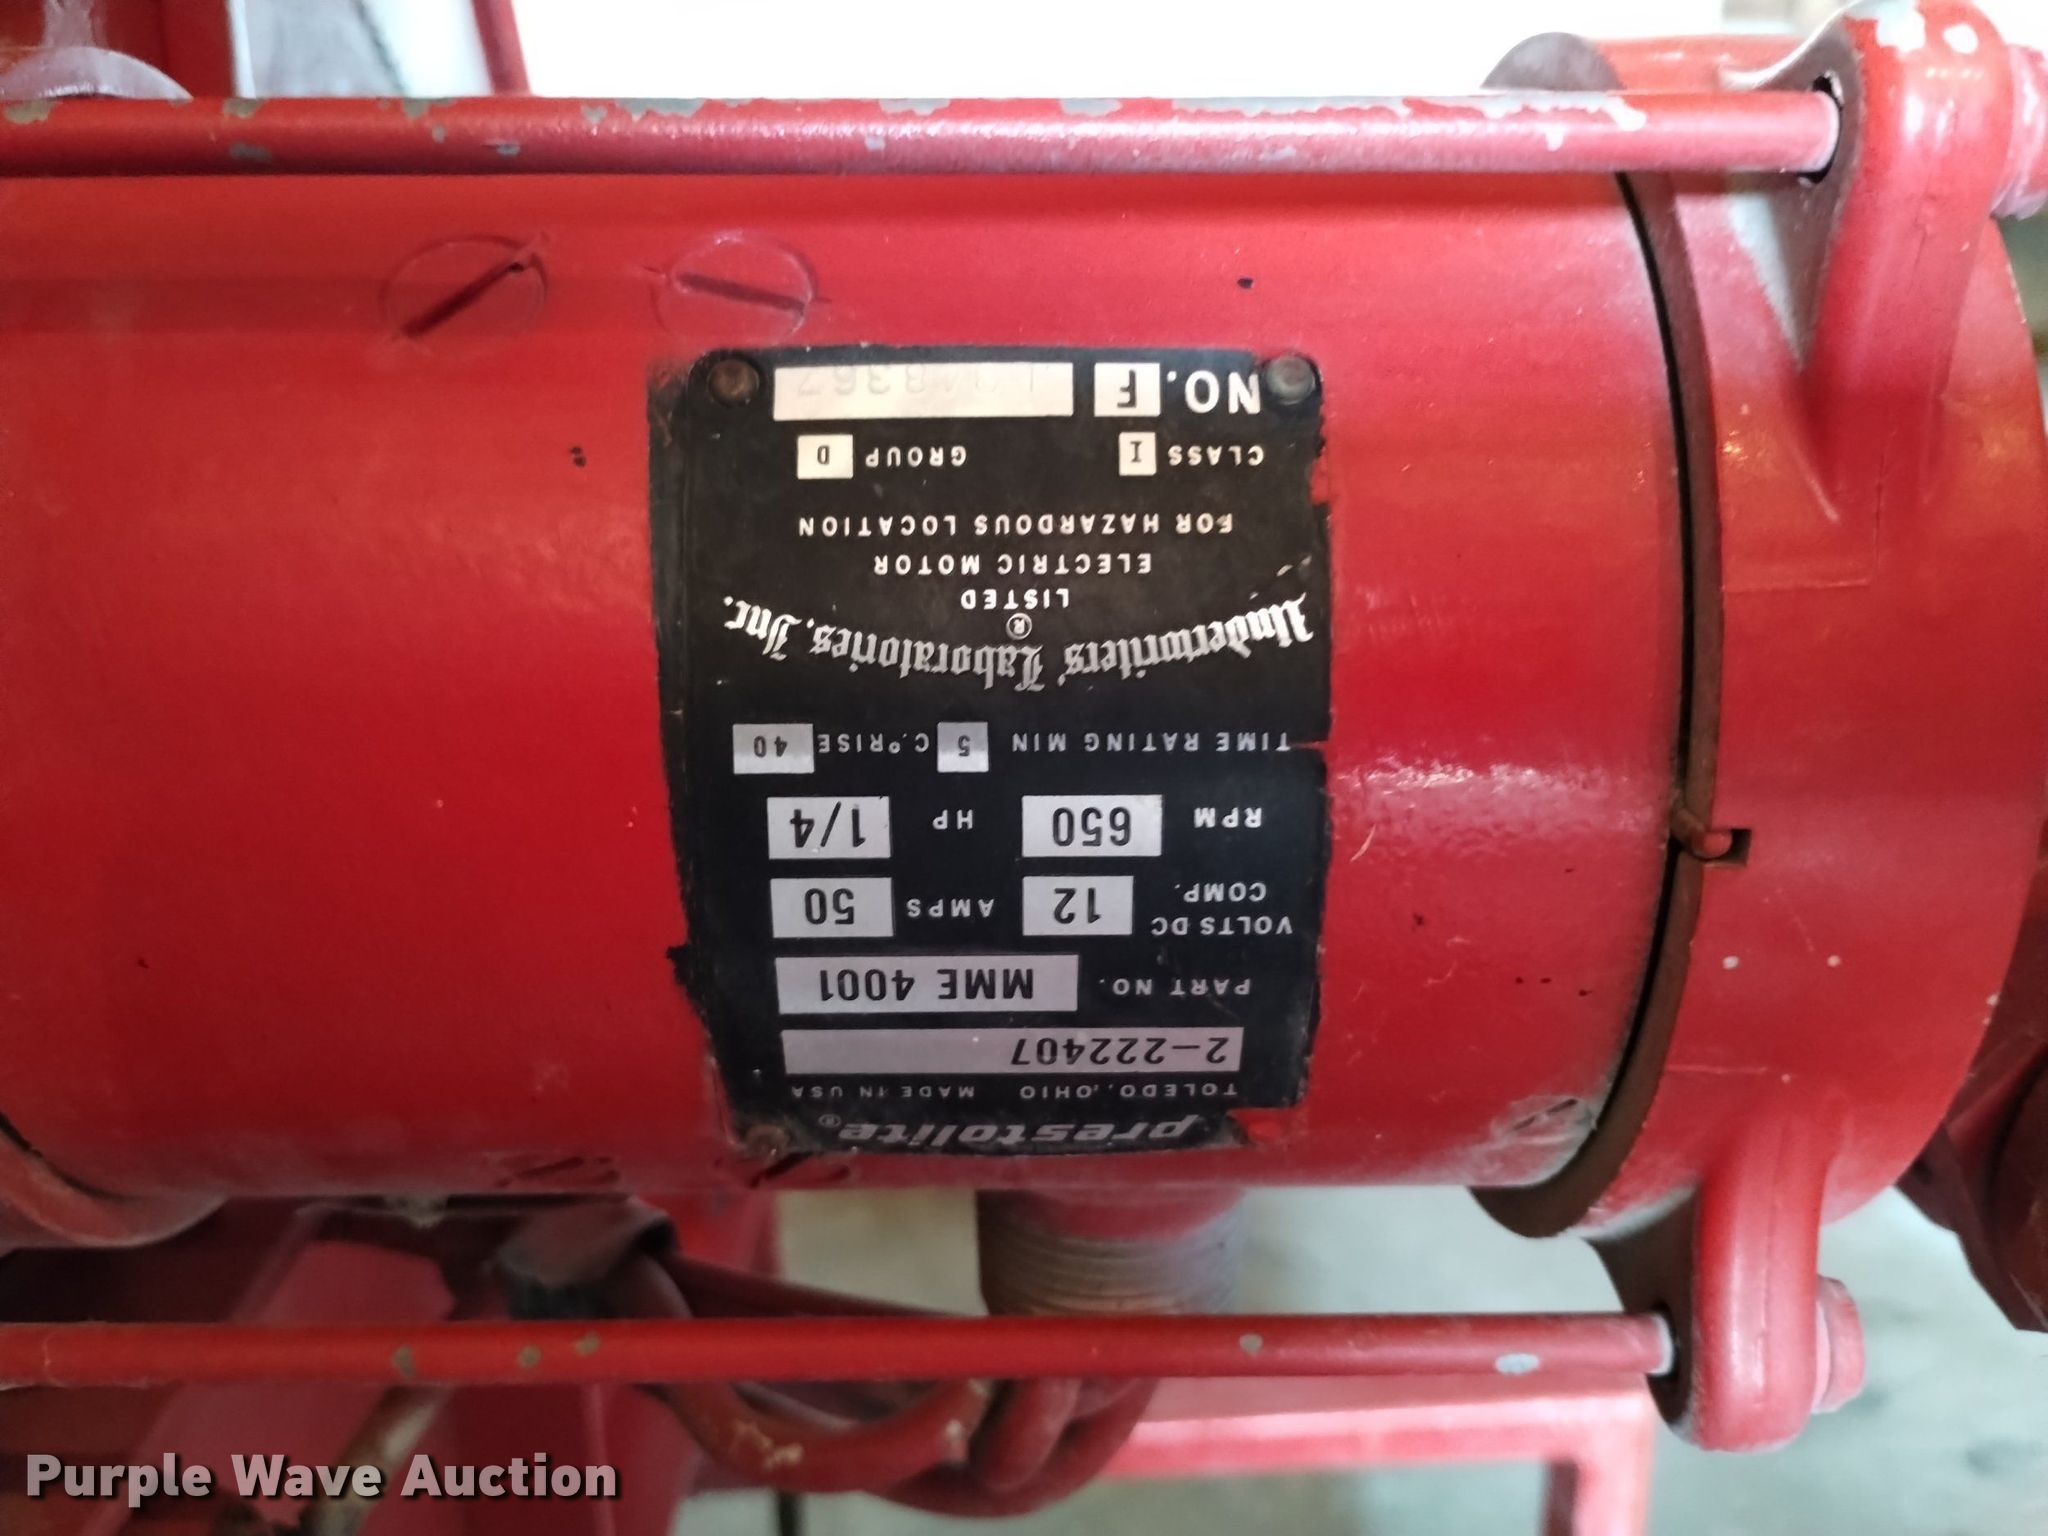 prestolite®
TOLEDO, OHIO MADE IN USA
2-222407
PART NO. MME 4001
VOLTS DC COMP. 12 AMPS 50
RPM 650 HP 1/4
TIME RATING MIN 5 C.° RISE 40
Underwriters' Laboratories, Inc.
®
LISTED
ELECTRIC MOTOR
FOR HAZARDOUS LOCATION
CLASS I GROUP D
NO. F
Purple Wave Auction